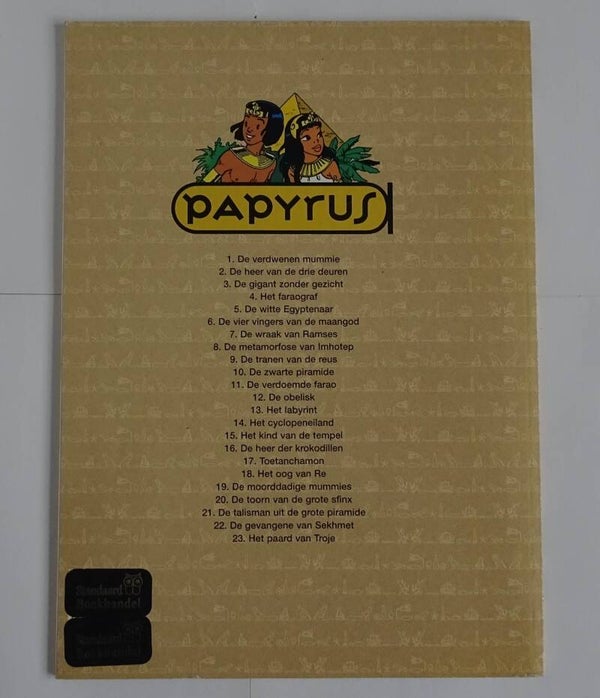 PAPYRUS
1. De verdwenen mummie
2. De heer van de drie deuren
3. De gigant zonder gezicht
4. Het faraograf
5. De witte Egyptenaar
6. De vier vingers van de maangod
7. De wraak van Ramses
8. De metamorfose van Imhotep
9. De tranen van de reus
10. De zwarte piramide
11. De verdoemde farao
12. De obelisk
13. Het labyrint
14. Het cyclopeneiland
15. Het kind van de tempel
16. De heer der krokodillen
17. Toetanchamon
18. Het oog van Re
19. De moorddadige mummies
20. De toorn van de grote sfinx
21. De talisman uit de grote piramide
22. De gevangene van Sekhmet
23. Het paard van Troje
Standaard
Boekhandel
Standaard
Boekhandel